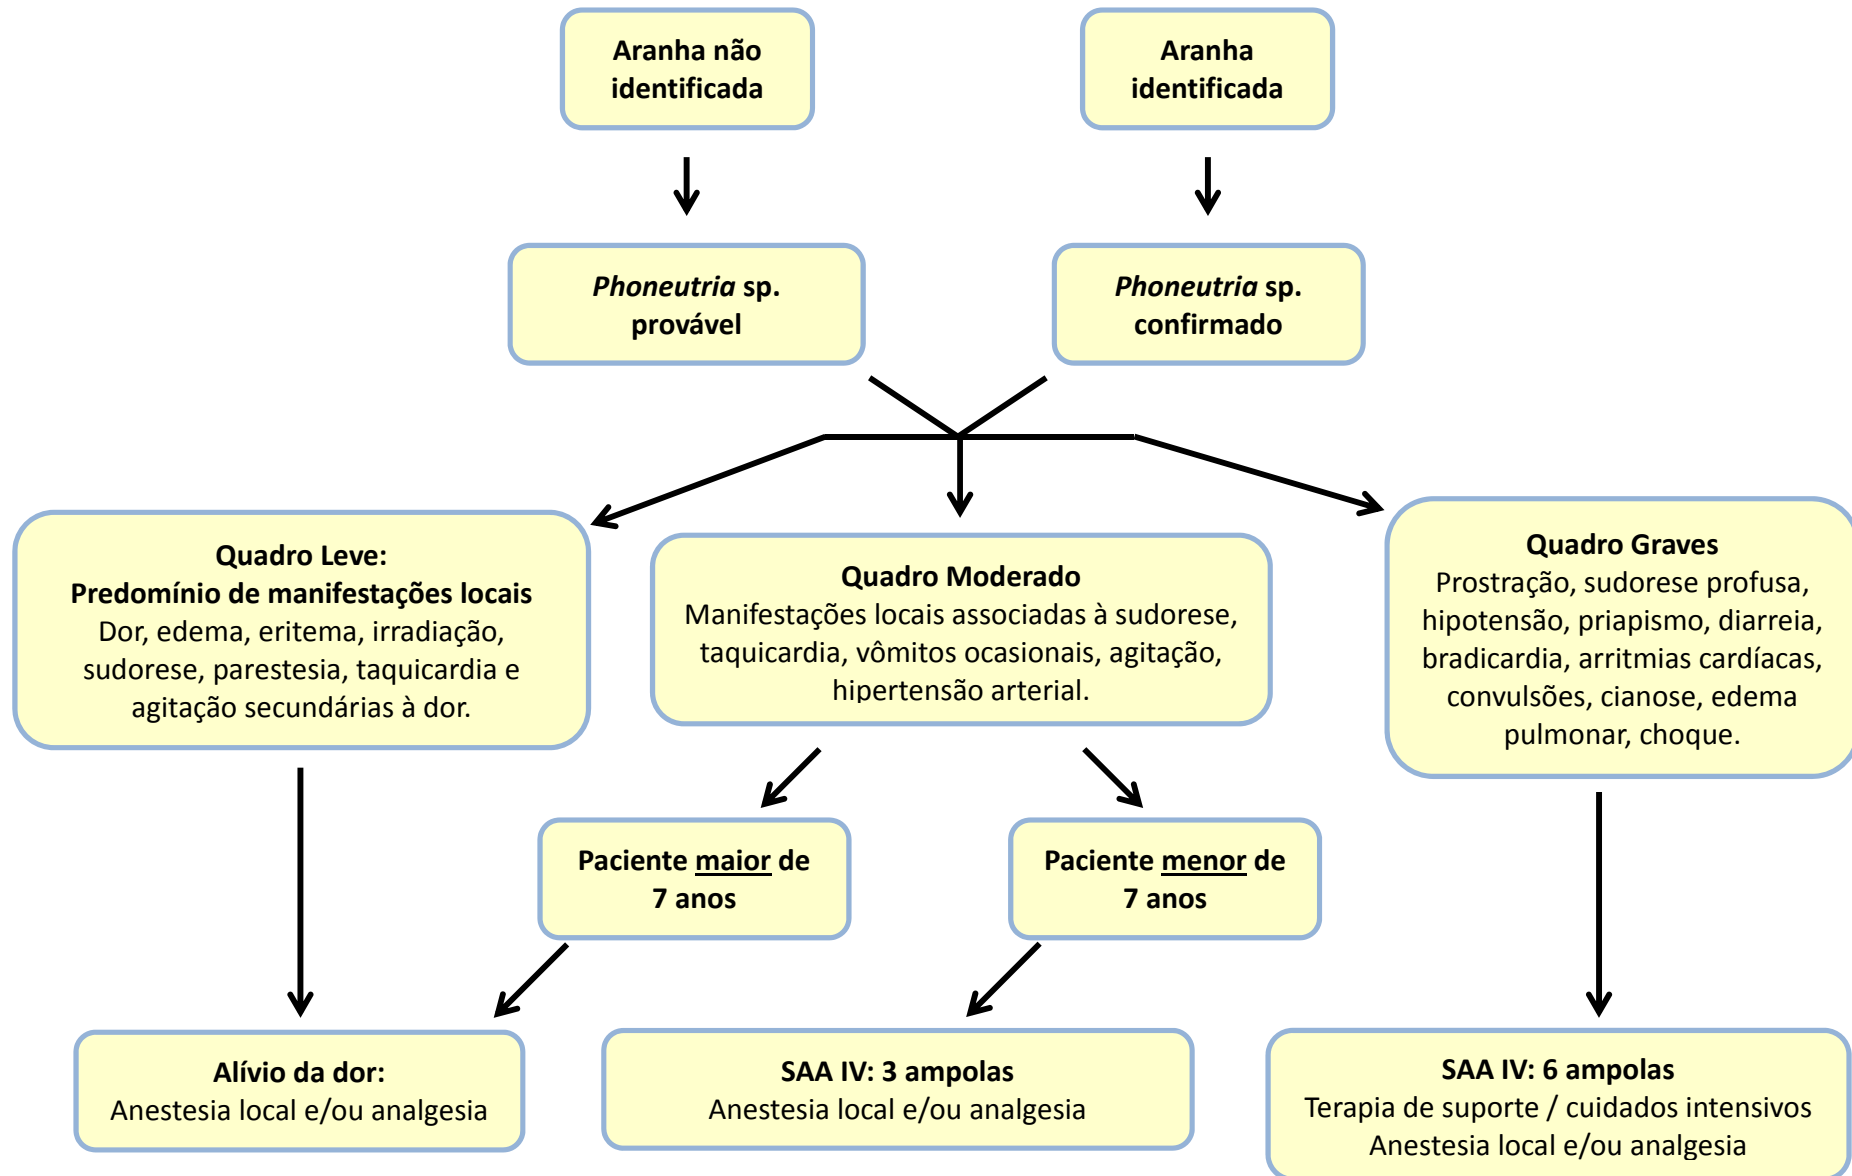 Aranha não
identificada
Aranha
identificada
Phoneutria sp.
provável
Phoneutria sp.
confirmado
Quadro Leve:
Predomínio de manifestações locais
Dor, edema, eritema, irradiação,
sudorese, parestesia, taquicardia e
agitação secundárias à dor.
Quadro Moderado
Manifestações locais associadas à sudorese,
taquicardia, vômitos ocasionais, agitação,
hipertensão arterial.
Quadro Graves
Prostração, sudorese profusa,
hipotensão, priapismo, diarreia,
bradicardia, arritmias cardíacas,
convulsões, cianose, edema
pulmonar, choque.
Paciente maior de
7 anos
Paciente menor de
7 anos
Alívio da dor:
Anestesia local e/ou analgesia
SAA IV: 3 ampolas
Anestesia local e/ou analgesia
SAA IV: 6 ampolas
Terapia de suporte / cuidados intensivos
Anestesia local e/ou analgesia